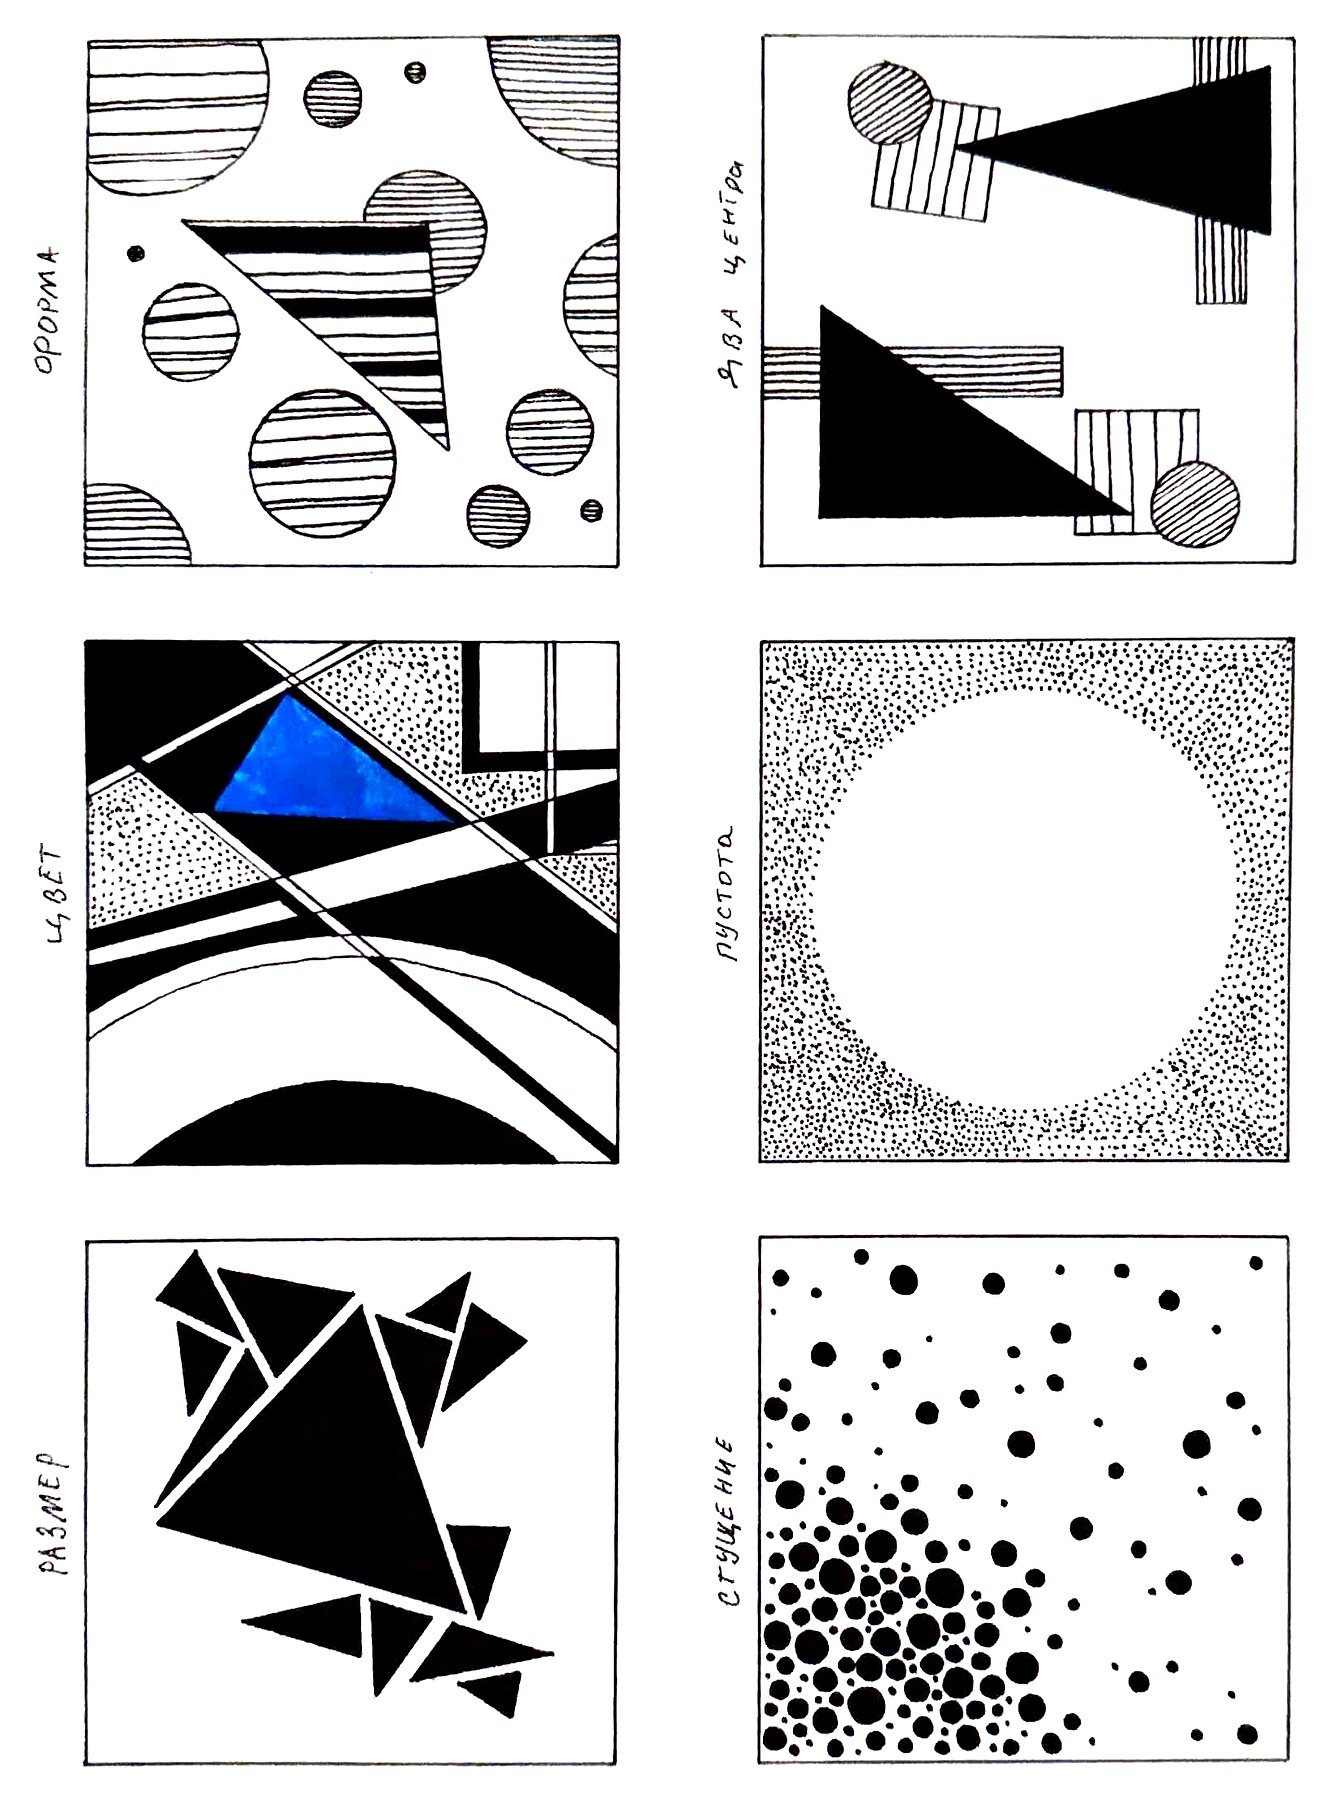 РАЗМЕР
ЦВЕТ
ФОРМА
СГУЩЕНИЕ
ПУСТОТа
ДВА ЦЕНТРа